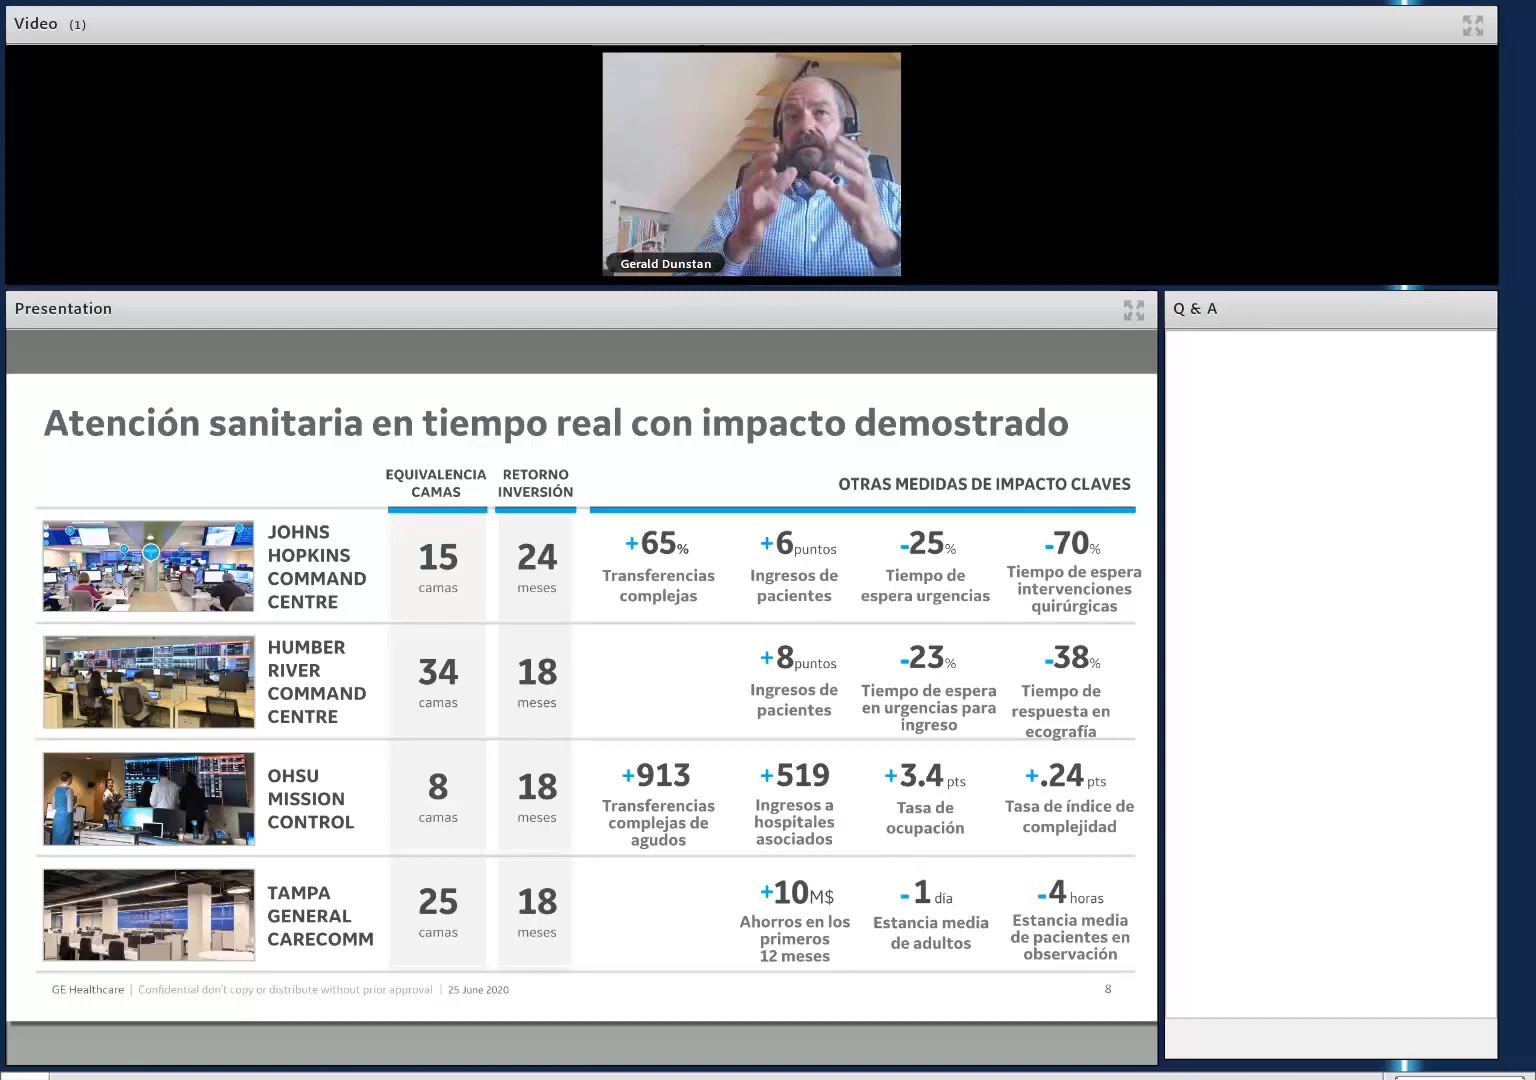 Video (1)
Gerald Dunstan
Presentation
Q & A
Atención sanitaria en tiempo real con impacto demostrado
EQUIVALENCIA
CAMAS
RETORNO
INVERSIÓN
OTRAS MEDIDAS DE IMPACTO CLAVES
JOHNS
HOPKINS
COMMAND
CENTRE
15
camas
24
meses
+65%
Transferencias
complejas
+6puntos
Ingresos de
pacientes
-25%
Tiempo de
espera urgencias
-70%
Tiempo de espera
intervenciones
quirúrgicas
HUMBER
RIVER
COMMAND
CENTRE
34
camas
18
meses
+8puntos
Ingresos de
pacientes
-23%
Tiempo de espera
en urgencias para
ingreso
-38%
Tiempo de
respuesta en
ecografía
OHSU
MISSION
CONTROL
8
camas
18
meses
+913
Transferencias
complejas de
agudos
+519
Ingresos a
hospitales
asociados
+3.4 pts
Tasa de
ocupación
+.24 pts
Tasa de índice de
complejidad
TAMPA
GENERAL
CARECOMM
25
camas
18
meses
+10M$
Ahorros en los
primeros
12 meses
-1 día
Estancia media
de adultos
-4 horas
Estancia media
de pacientes en
observación
GE Healthcare | Confidential don't copy or distribute without prior approval | 25 June 2020
8